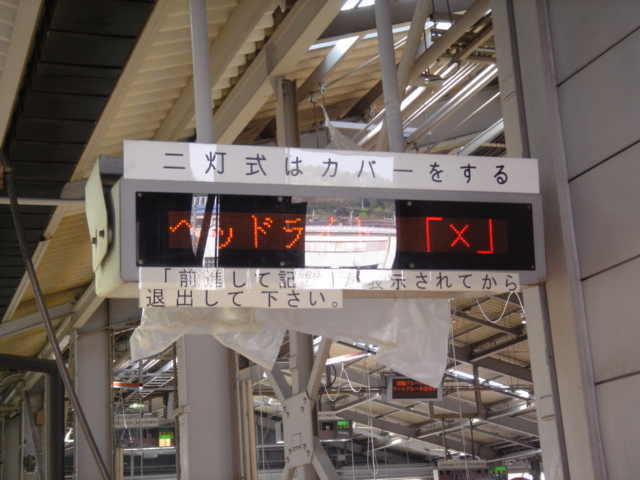 二灯式はカバーをする
ヘッドライト「×」
「前進して記 が表示されてから
退出して下さい。